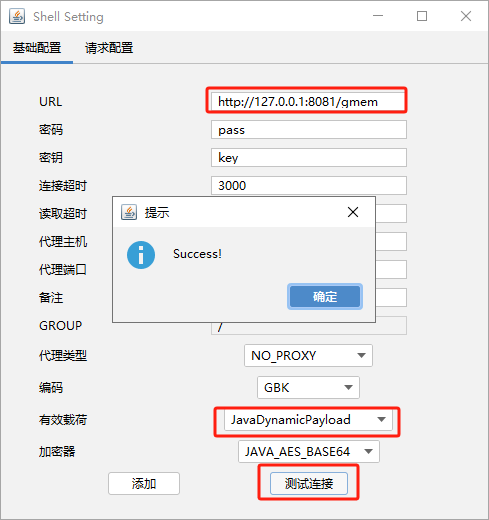 Shell Setting
基础配置 请求配置
URL http://127.0.0.1:8081/gmem
密码 pass
密钥 key
连接超时 3000
读取超时
代理主机
代理端口
备注
GROUP /
提示
Success!
确定
代理类型 NO_PROXY
编码 GBK
有效载荷 JavaDynamicPayload
加密器 JAVA_AES_BASE64
添加 测试连接